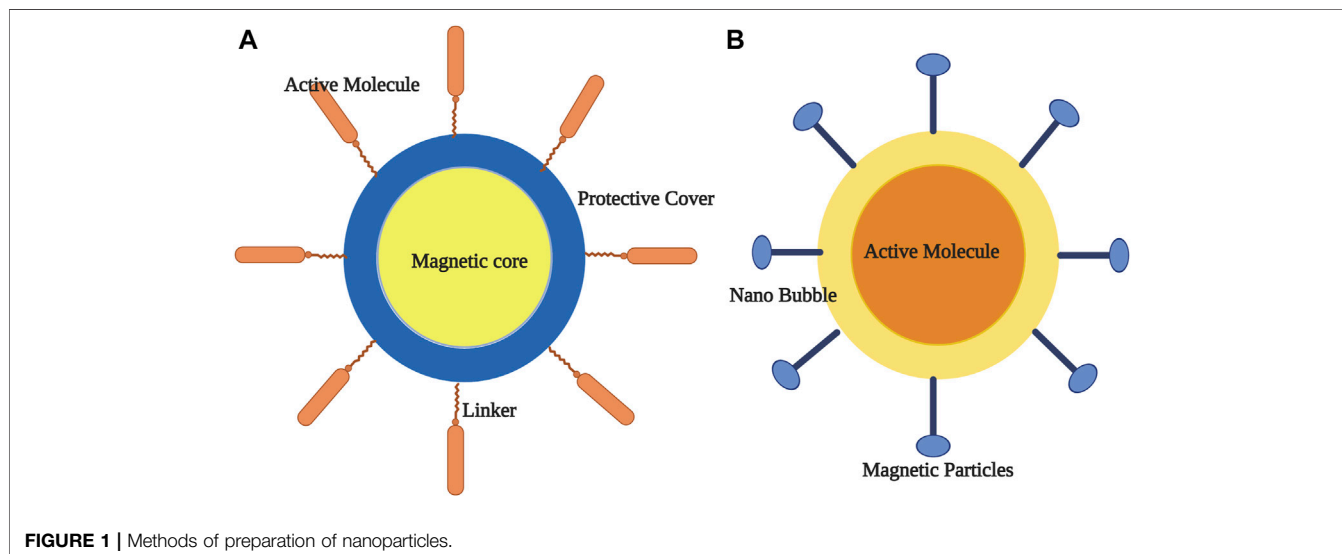 A
B
Active Molecule
Protective Cover
Magnetic core
Active Molecule
Nano Bubble
Linker
Magnetic Particles
FIGURE 1 | Methods of preparation of nanoparticles.